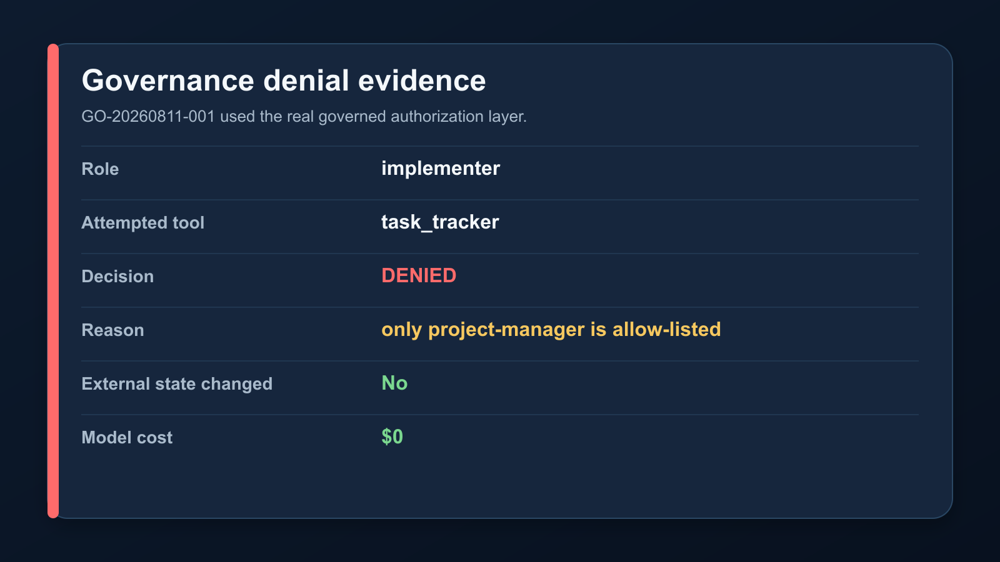 Governance denial evidence
GO-20260811-001 used the real governed authorization layer.
Role implementer
Attempted tool task_tracker
Decision DENIED
Reason only project-manager is allow-listed
External state changed No
Model cost $0